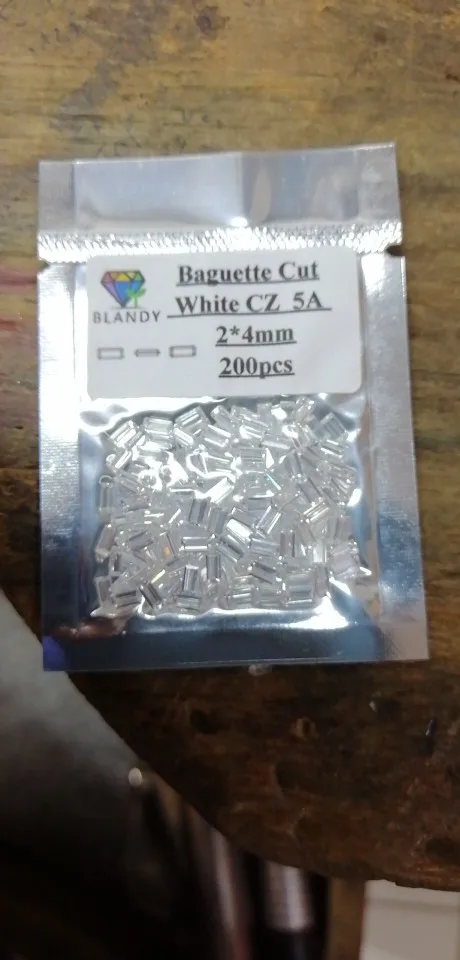 Baguette Cut
BLANDY
White CZ 5A
2*4mm
200pcs